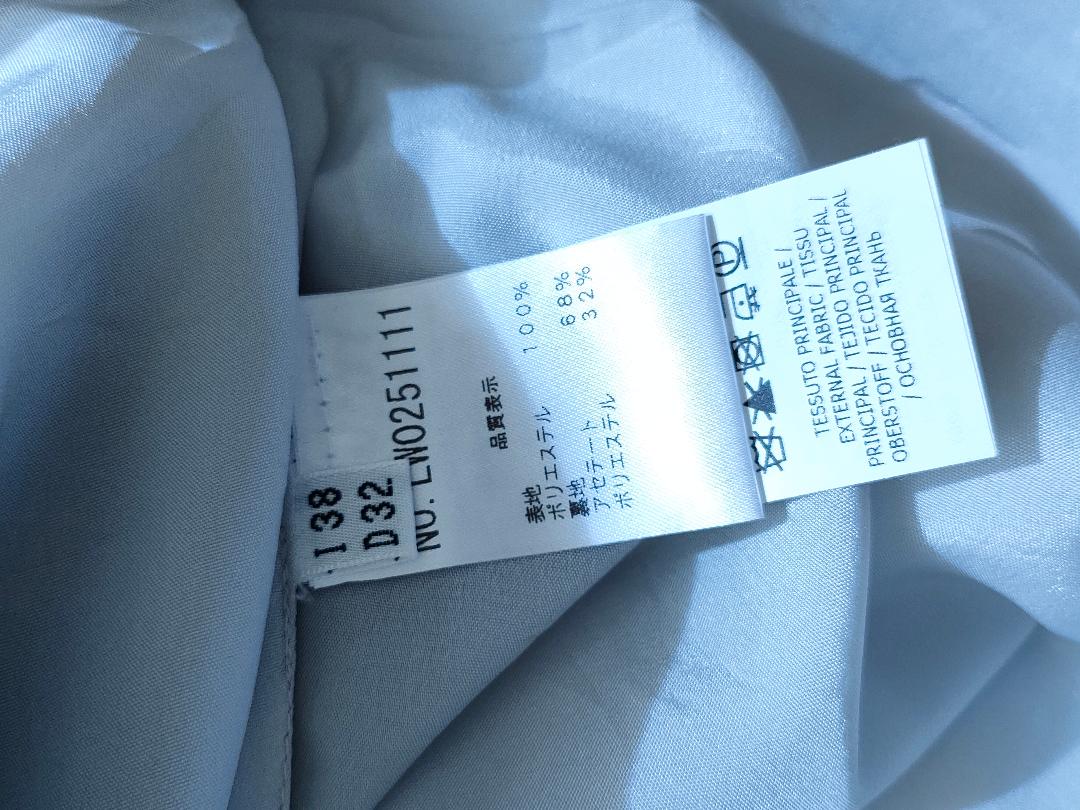 I 38
D 32
NO. LW0251111
品質表示
表地
ポリエステル 100%
裏地
アセテート 68%
ポリエステル 32%
P
TESSUTO PRINCIPALE /
EXTERNAL FABRIC / TISSU
PRINCIPAL / TEJIDO PRINCIPAL /
OBERSTOFF / TECIDO PRINCIPAL
/ ОСНОВНАЯ ТКАНЬ